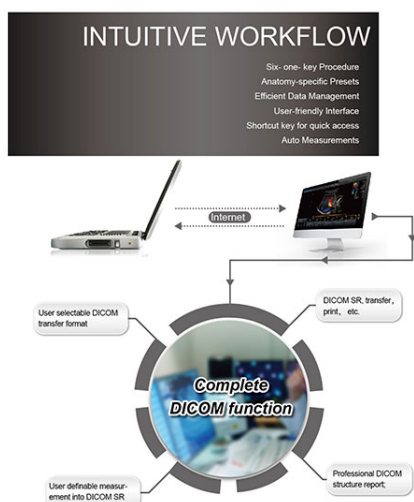 INTUITIVE WORKFLOW
Six- one- key Procedure
Anatomy-specific Presets
Efficient Data Management
User-friendly Interface
Shortcut key for quick access
Auto Measurements
Internet
User selectable DICOM
transfer format
DICOM SR, transfer,
print, etc.
Complete
DICOM function
User definable measur-
ement into DICOM SR
Professional DICOM
structure report;